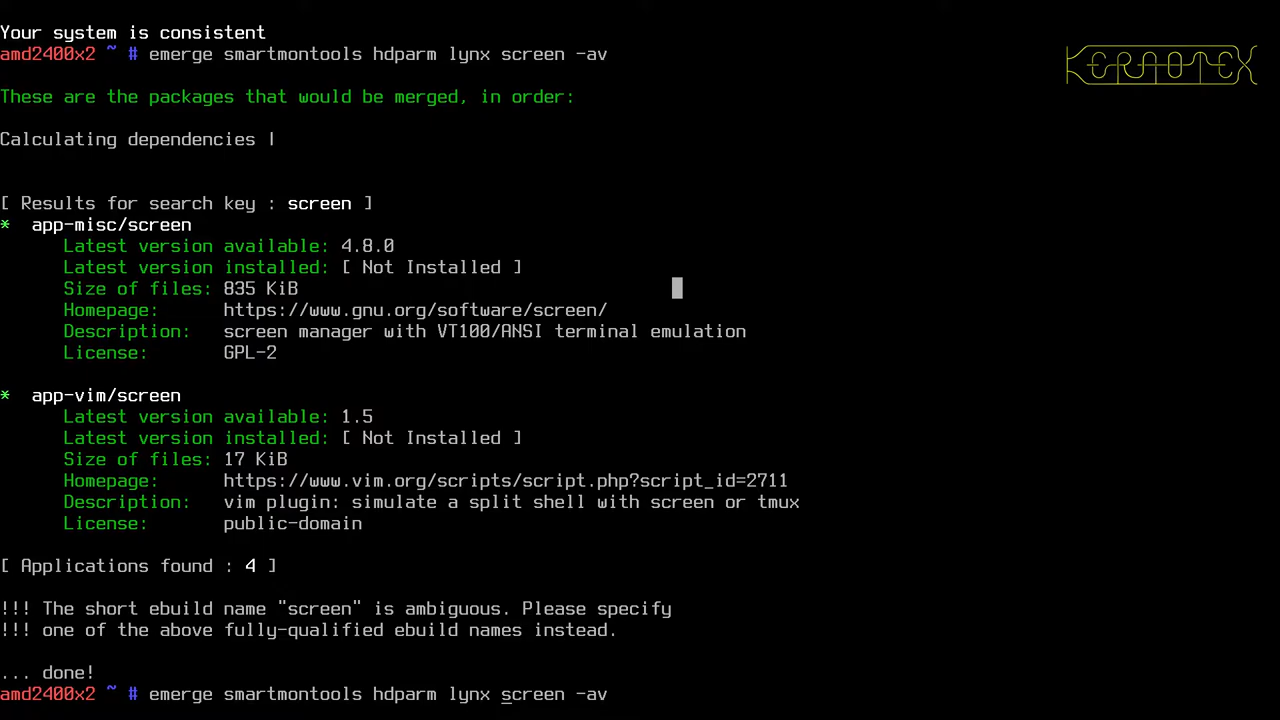 Your system is consistent
amd2400x2 ~ # emerge smartmontools hdparm lynx screen -av
KERNOTEX
These are the packages that would be merged, in order:
Calculating dependencies |
[ Results for search key : screen ]
*  app-misc/screen
      Latest version available: 4.8.0
      Latest version installed: [ Not Installed ]
      Size of files: 835 KiB
      Homepage:      https://www.gnu.org/software/screen/
      Description:   screen manager with VT100/ANSI terminal emulation
      License:       GPL-2
*  app-vim/screen
      Latest version available: 1.5
      Latest version installed: [ Not Installed ]
      Size of files: 17 KiB
      Homepage:      https://www.vim.org/scripts/script.php?script_id=2711
      Description:   vim plugin: simulate a split shell with screen or tmux
      License:       public-domain
[ Applications found : 4 ]
!!! The short ebuild name "screen" is ambiguous. Please specify
!!! one of the above fully-qualified ebuild names instead.
... done!
amd2400x2 ~ # emerge smartmontools hdparm lynx screen -av